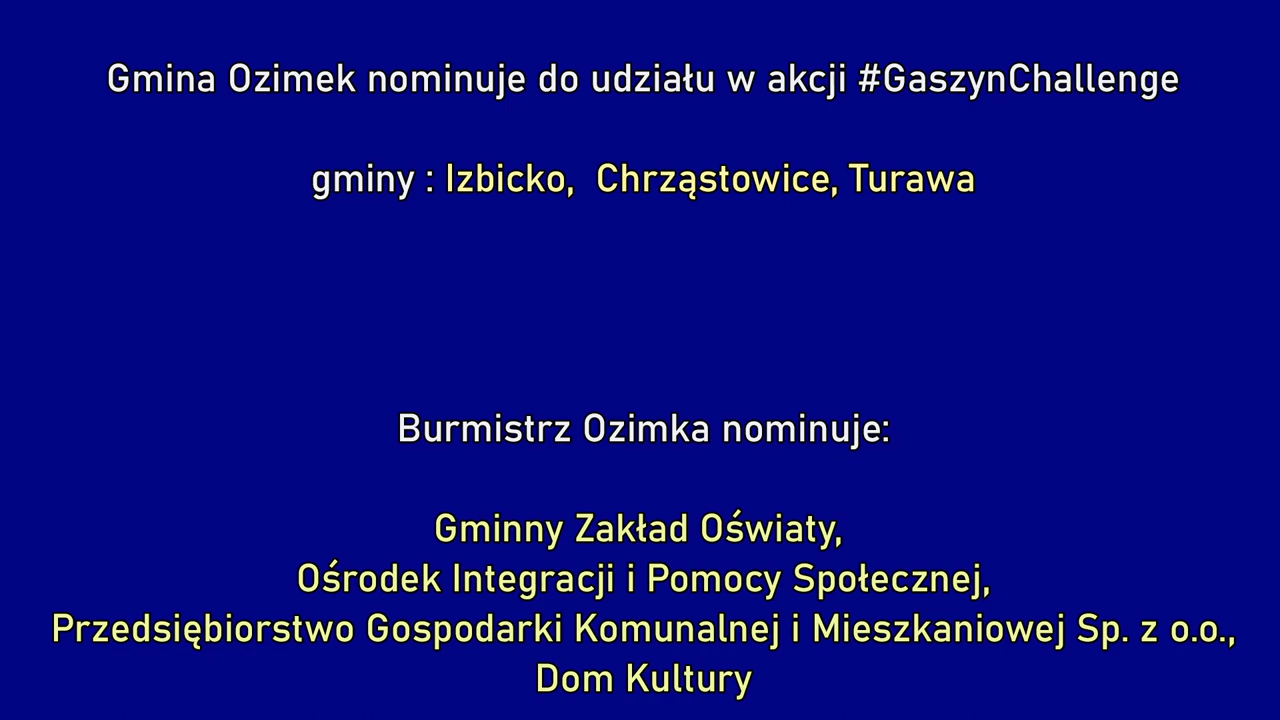 Gmina Ozimek nominuje do udziału w akcji #GaszynChallenge
gminy : Izbicko, Chrząstowice, Turawa
Burmistrz Ozimka nominuje:
Gminny Zakład Oświaty,
Ośrodek Integracji i Pomocy Społecznej,
Przedsiębiorstwo Gospodarki Komunalnej i Mieszkaniowej Sp. z o.o.,
Dom Kultury